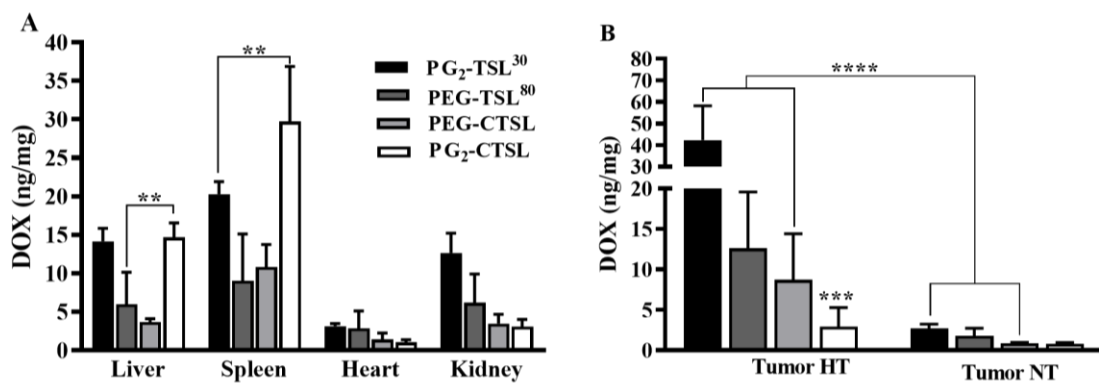 A
DOX (ng/mg)
40
35
30
25
20
15
10
5
0
**
**
PG₂-TSL³⁰
PEG-TSL⁸⁰
PEG-CTSL
PG₂-CTSL
Liver Spleen Heart Kidney
B
DOX (ng/mg)
80
70
60
50
40
30
20
15
10
5
0
****
***
Tumor HT Tumor NT